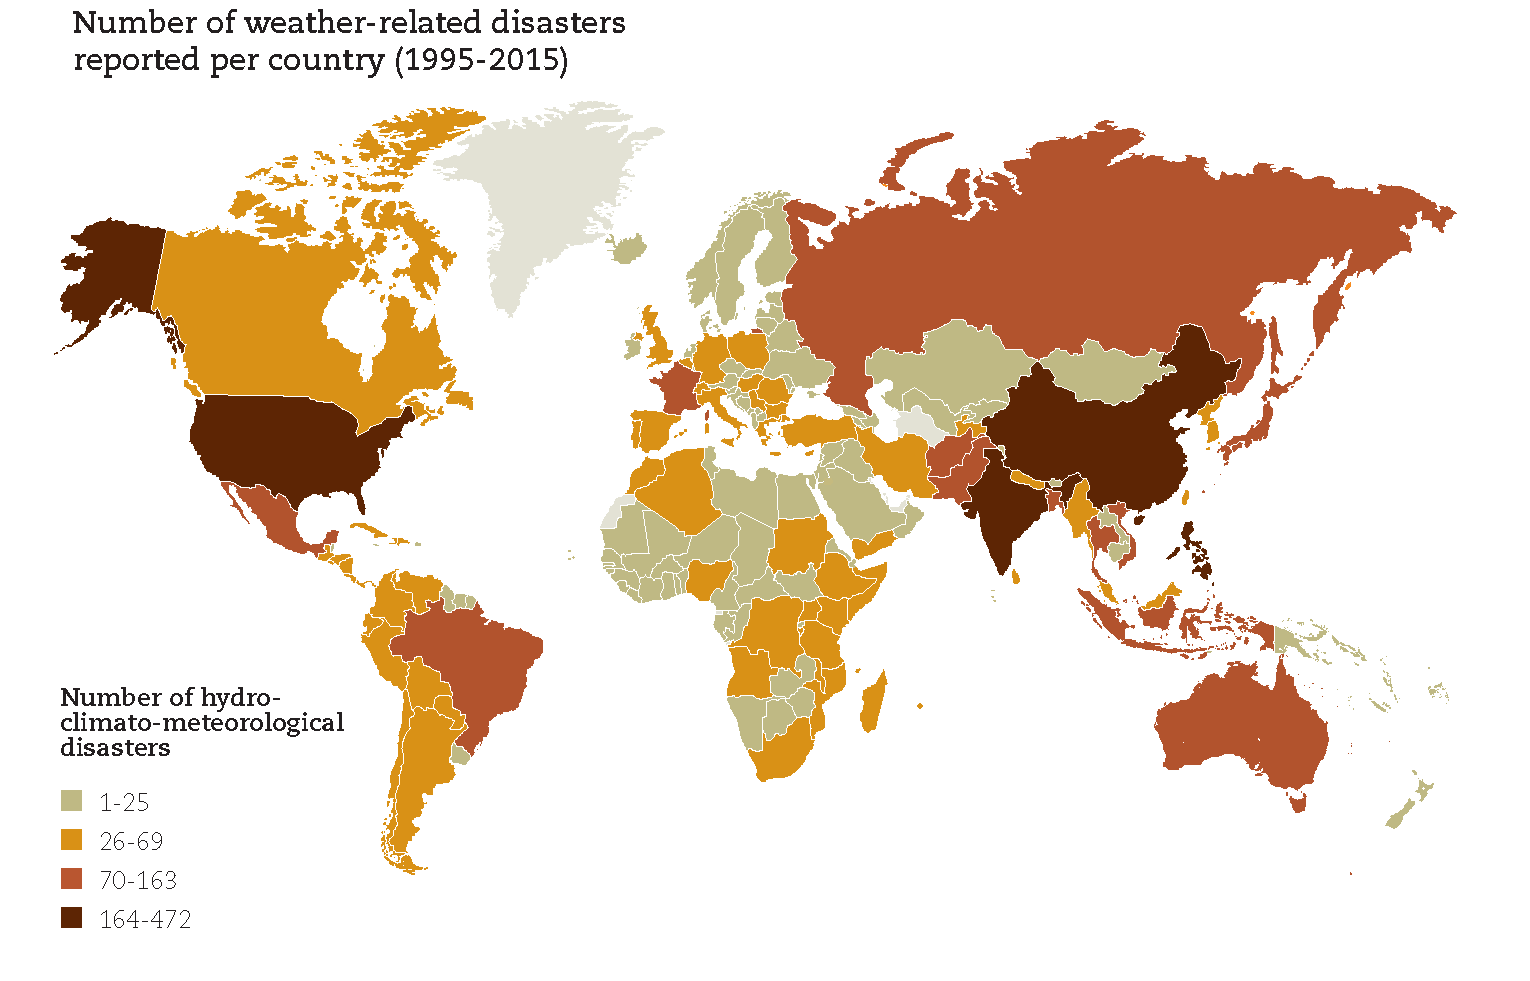 Number of weather-related disasters
reported per country (1995-2015)
Number of hydro-
climato-meteorological
disasters
1-25
26-69
70-163
164-472